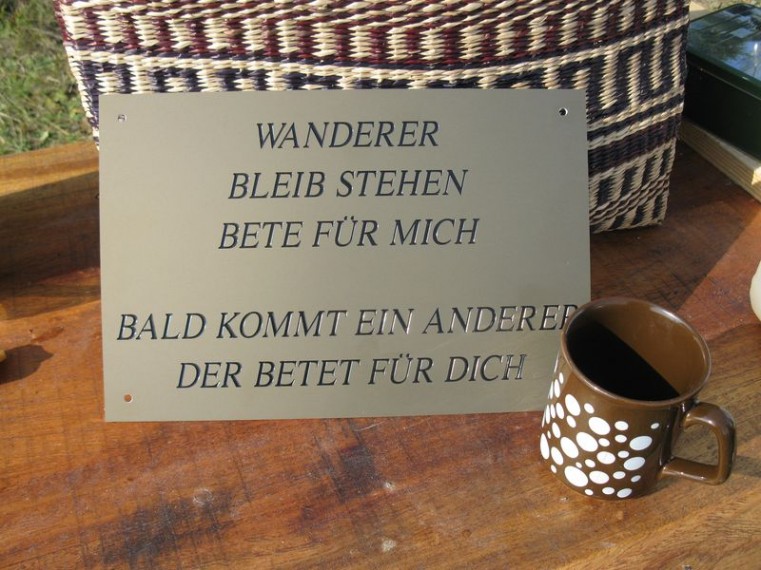 WANDERER
BLEIB STEHEN
BETE FÜR MICH
BALD KOMMT EIN ANDERER
DER BETET FÜR DICH